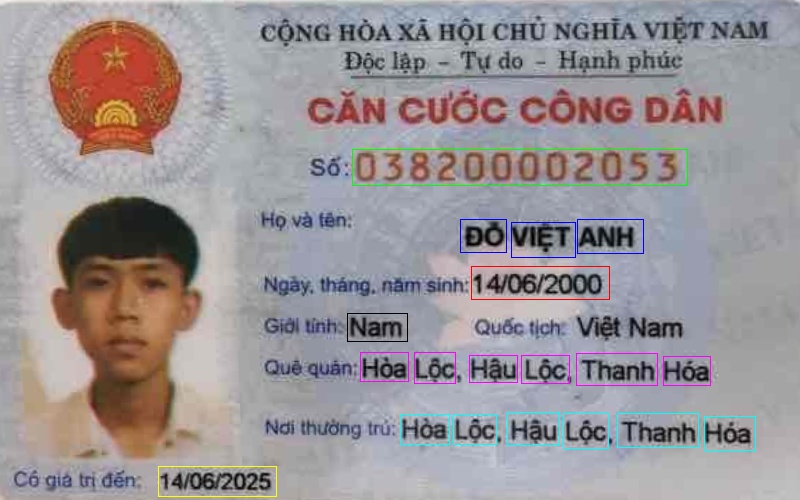 CỘNG HÒA XÃ HỘI CHỦ NGHĨA VIỆT NAM
Độc lập - Tự do - Hạnh phúc
CĂN CƯỚC CÔNG DÂN
Số: 038200002053
Họ và tên:
ĐỖ VIỆT ANH
Ngày, tháng, năm sinh: 14/06/2000
Giới tính: Nam Quốc tịch: Việt Nam
Quê quán: Hòa Lộc, Hậu Lộc, Thanh Hóa
Nơi thường trú: Hòa Lộc, Hậu Lộc, Thanh Hóa
Có giá trị đến: 14/06/2025